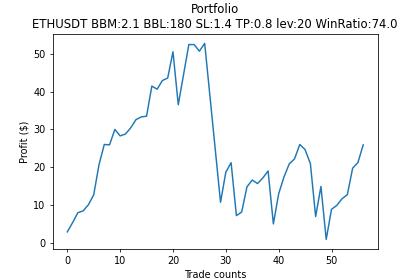 Portfolio
ETHUSDT BBM:2.1 BBL:180 SL:1.4 TP:0.8 lev:20 WinRatio:74.0
50
40
30
20
10
0
Profit ($)
0 10 20 30 40 50
Trade counts